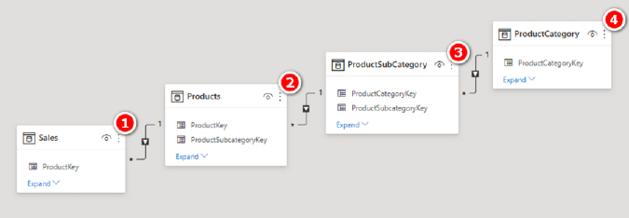 4
ProductCategory
1
ProductCategoryKey
Expand
3
ProductSubCategory
1
ProductCategoryKey
ProductSubcategoryKey
Expand
*
2
Products
1
ProductKey
ProductSubcategoryKey
Expand
*
1
Sales
1
ProductKey
Expand
*